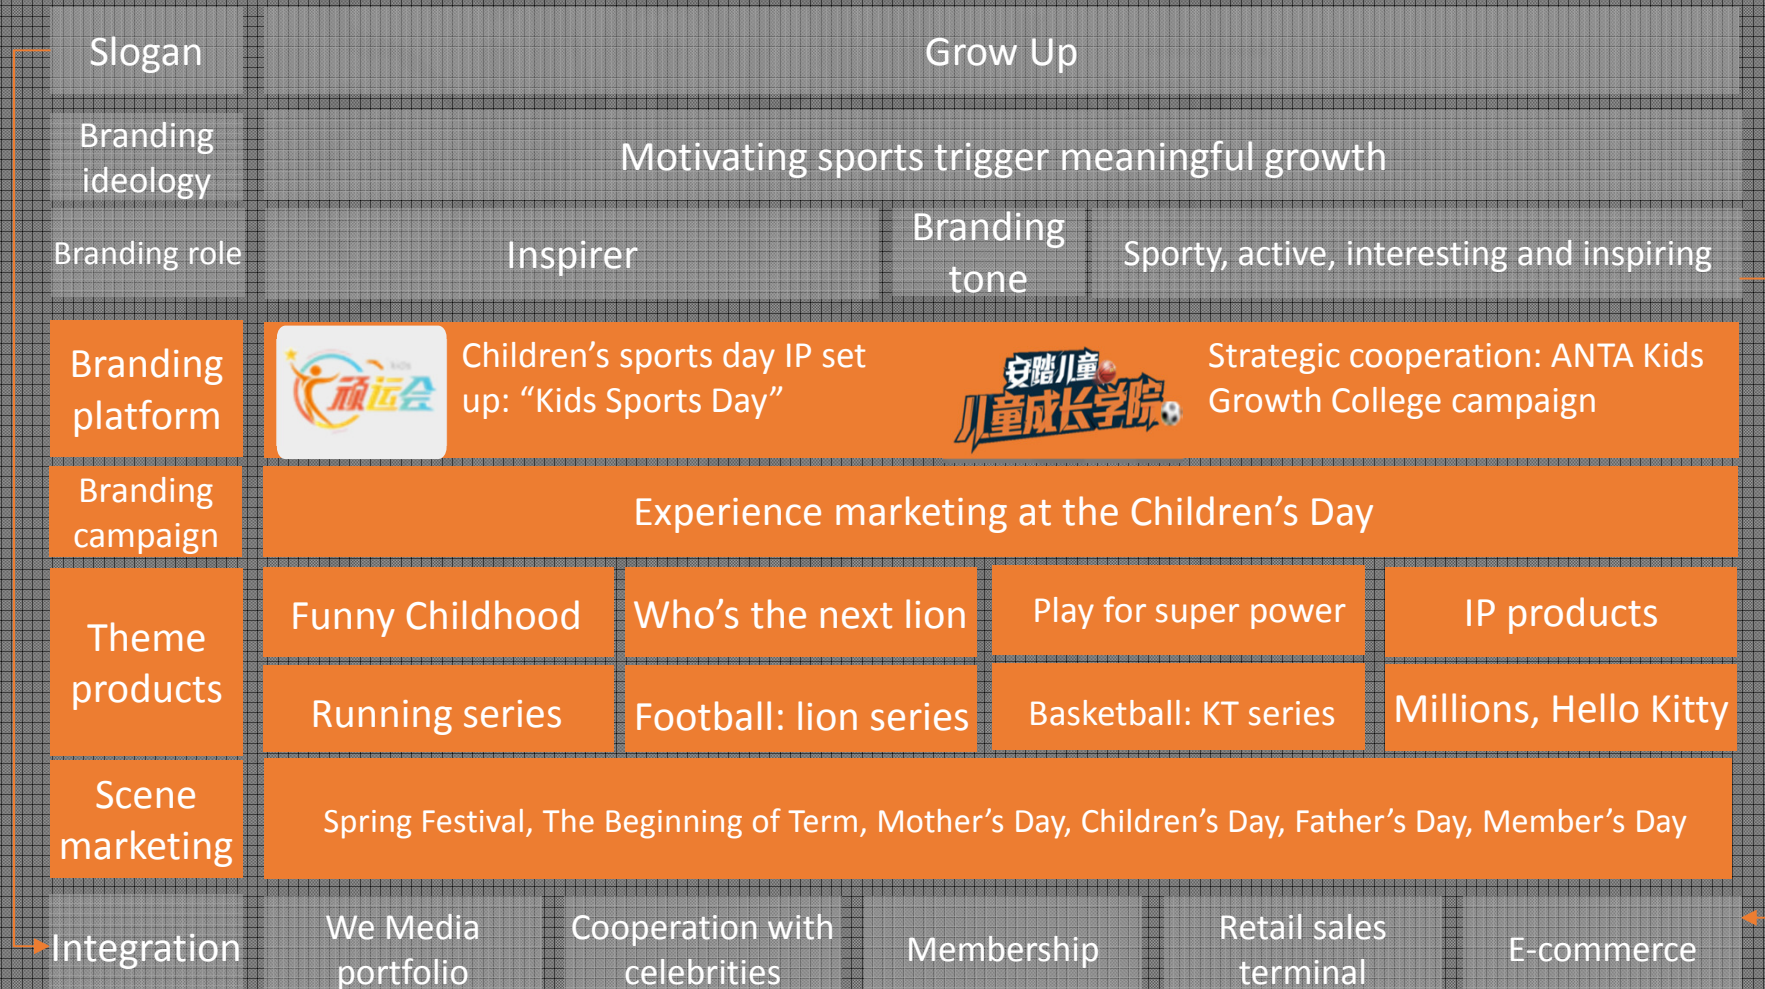 Slogan
Grow Up
Branding
ideology
Motivating sports trigger meaningful growth
Branding role
Inspirer
Branding
tone
Sporty, active, interesting and inspiring
Branding
platform
KIDS
顽运会
Children’s sports day IP set
up: “Kids Sports Day”
安踏儿童
儿童成长学院
Strategic cooperation: ANTA Kids
Growth College campaign
Branding
campaign
Experience marketing at the Children’s Day
Theme
products
Funny Childhood
Who’s the next lion
Play for super power
IP products
Running series
Football: lion series
Basketball: KT series
Millions, Hello Kitty
Scene
marketing
Spring Festival, The Beginning of Term, Mother’s Day, Children’s Day, Father’s Day, Member’s Day
Integration
We Media
portfolio
Cooperation with
celebrities
Membership
Retail sales
terminal
E-commerce